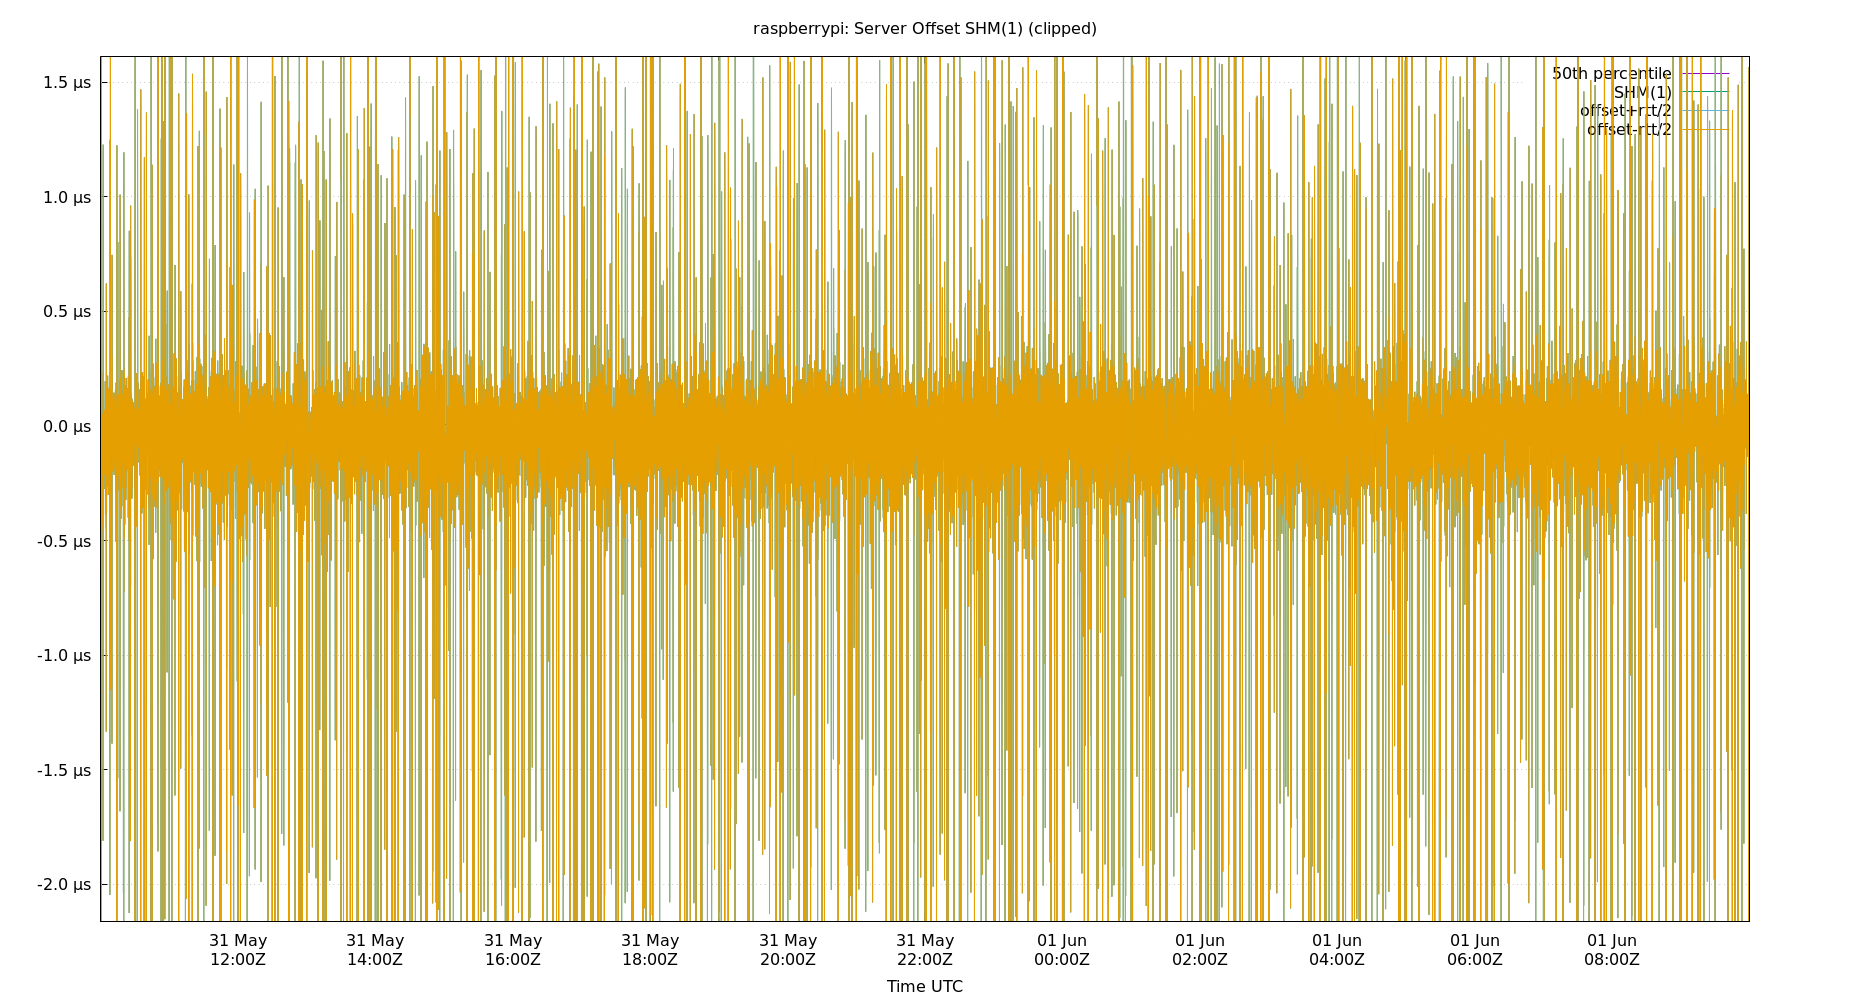 raspberrypi: Server Offset SHM(1) (clipped)
1.5 µs
1.0 µs
0.5 µs
0.0 µs
-0.5 µs
-1.0 µs
-1.5 µs
-2.0 µs
50th percentile
SHM(1)
offset+rtt/2
offset-rtt/2
31 May 31 May 31 May 31 May 31 May 31 May 01 Jun 01 Jun 01 Jun 01 Jun 01 Jun
12:00Z 14:00Z 16:00Z 18:00Z 20:00Z 22:00Z 00:00Z 02:00Z 04:00Z 06:00Z 08:00Z
Time UTC